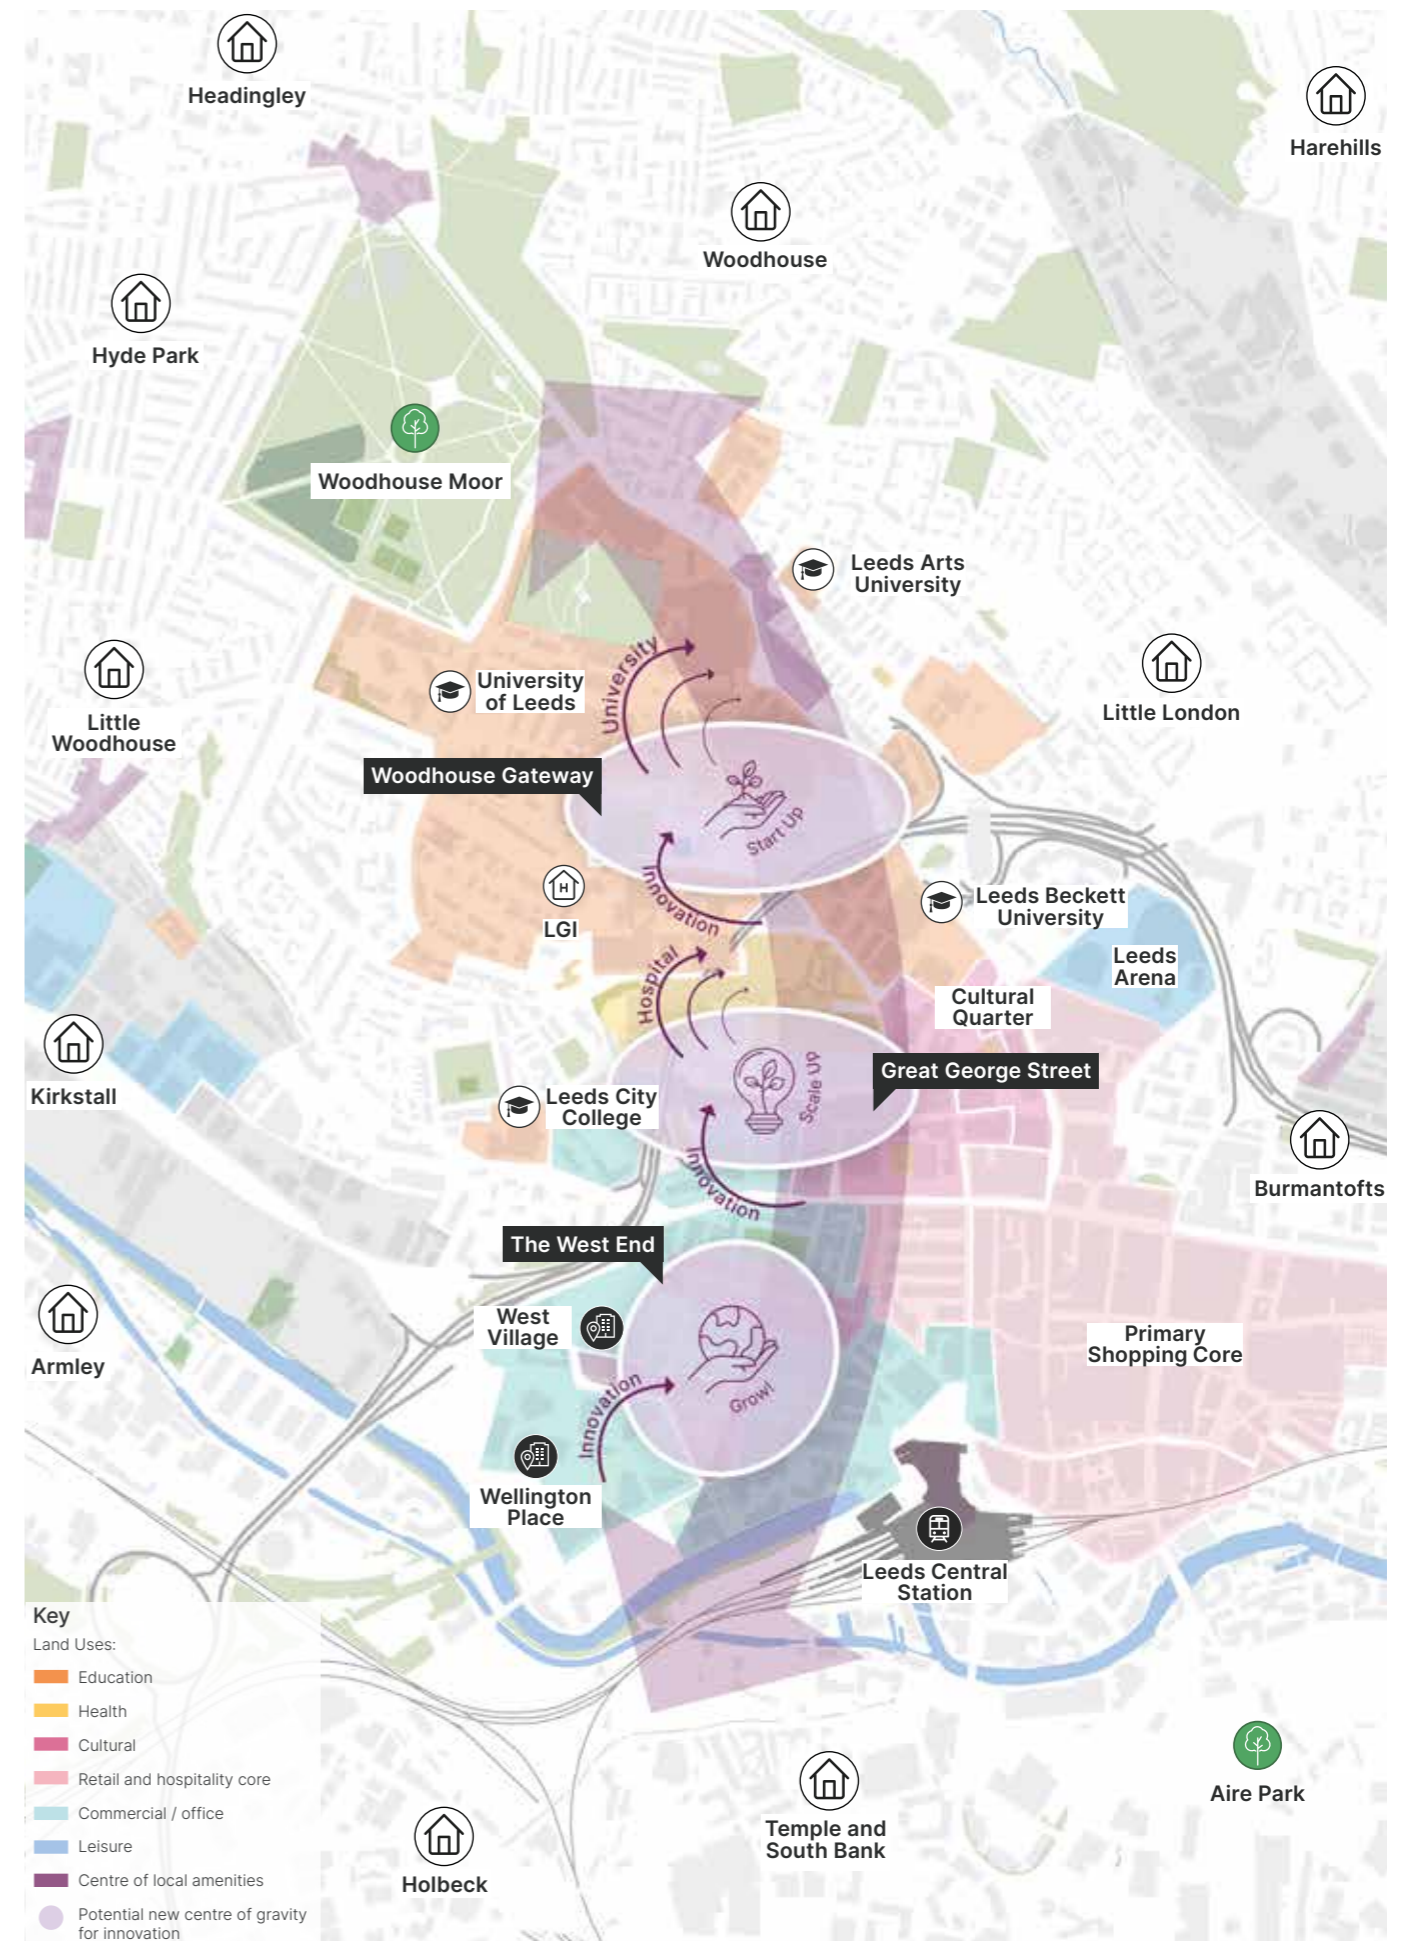 Headingley
Harehills
Woodhouse
Hyde Park
Woodhouse Moor
Leeds Arts
University
University
University
of Leeds
Little
Woodhouse
Little London
Woodhouse Gateway
Start Up
Innovation
LGI
Leeds Beckett
University
Leeds
Arena
Hospital
Cultural
Quarter
Kirkstall
Great George Street
Scale UP
Leeds City
College
Innovation
Burmantofts
The West End
West
Village
Armley
Primary
Shopping Core
Grow!
Innovation
Wellington
Place
Leeds Central
Station
Key
Land Uses:
Education
Health
Cultural
Retail and hospitality core
Commercial / office
Leisure
Centre of local amenities
Potential new centre of gravity
for innovation
Aire Park
Temple and
South Bank
Holbeck
H